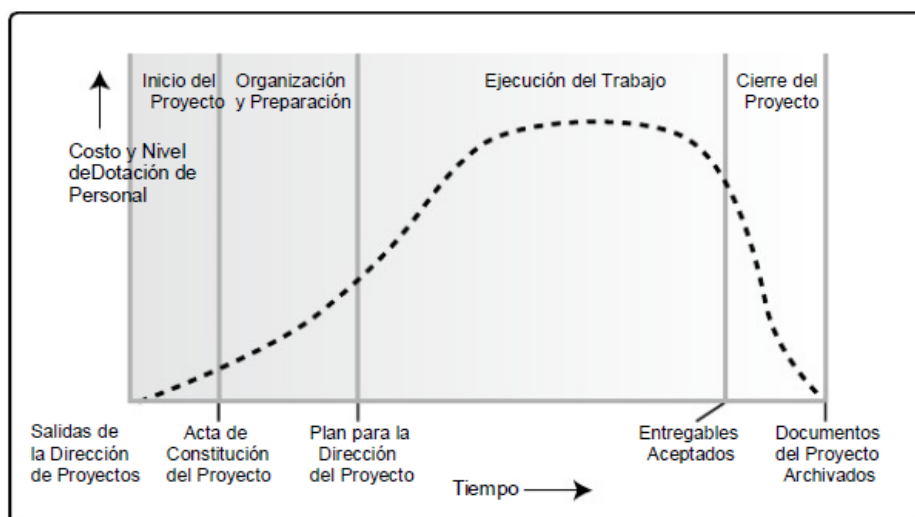 Inicio del
Proyecto
Organización
y Preparación
Ejecución del Trabajo
Cierre del
Proyecto
Costo y Nivel
deDotación de
Personal
Salidas de
la Dirección
de Proyectos
Acta de
Constitución
del Proyecto
Plan para la
Dirección
del Proyecto
Entregables
Aceptados
Documentos
del Proyecto
Archivados
Tiempo